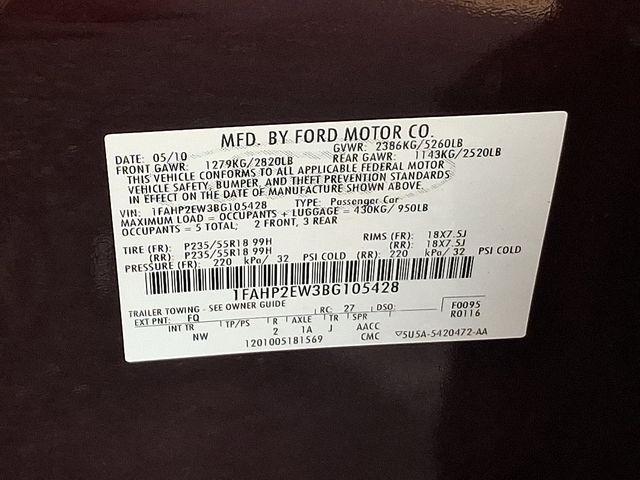 MFD. BY FORD MOTOR CO.
DATE: 05/10 GVWR: 2386KG/5260LB
FRONT GAWR: 1279KG/2820LB REAR GAWR: 1143KG/2520LB
THIS VEHICLE CONFORMS TO ALL APPLICABLE FEDERAL MOTOR
VEHICLE SAFETY, BUMPER, AND THEFT PREVENTION STANDARDS
IN EFFECT ON THE DATE OF MANUFACTURE SHOWN ABOVE.
VIN: 1FAHP2EW3BG105428 TYPE: Passenger Car
MAXIMUM LOAD = OCCUPANTS + LUGGAGE = 430KG/ 950LB
OCCUPANTS = 5 TOTAL; 2 FRONT, 3 REAR
TIRE (FR): P235/55R18 99H RIMS (FR): 18X7.5J
(RR): P235/55R18 99H (RR): 18X7.5J
PRESSURE (FR): 220 kPa/ 32 PSI COLD (RR): 220 kPa/ 32 PSI COLD
1FAHP2EW3BG105428
TRAILER TOWING - SEE OWNER GUIDE
EXT PNT: FQ RC: 27 DSO: F0095
R0116
INT TR TP/PS R AXLE TR SPR
NW 2 1A J AACC
1201005181569 CMC ▽5U5A-5420472-AA